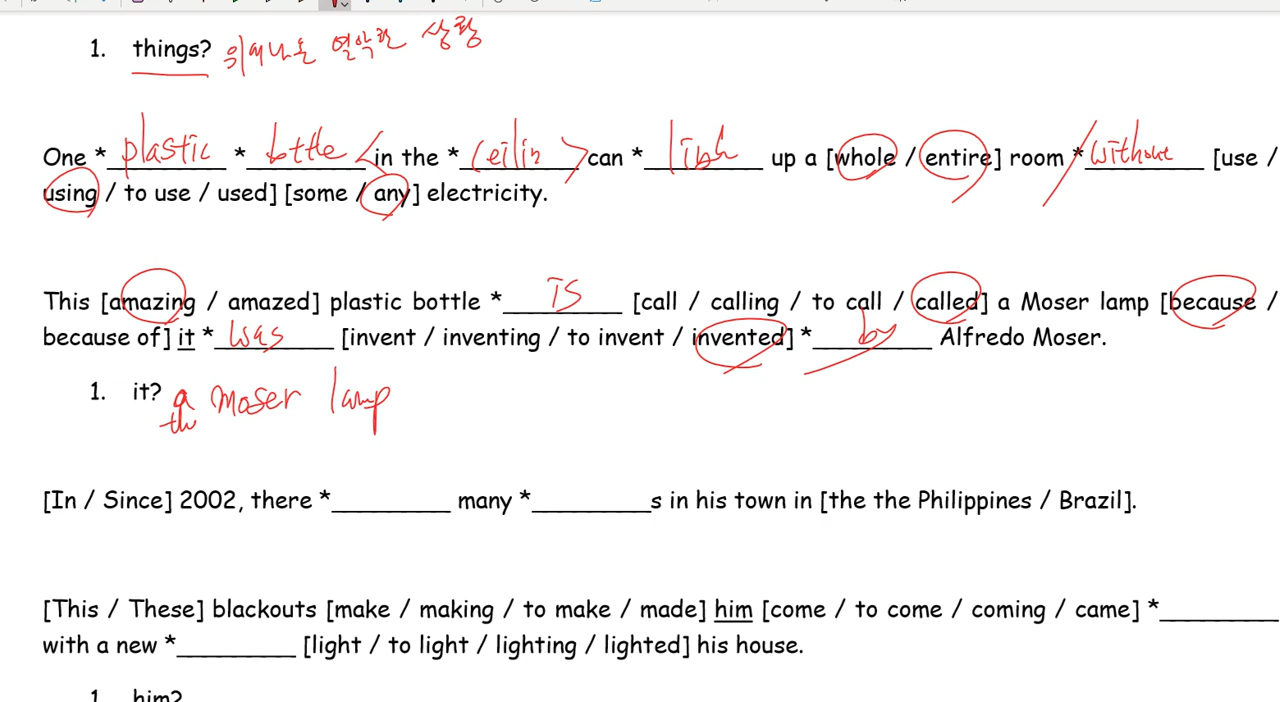 1. things? 위에나온 열악한 상황
One * plastic * bttle <in the * ceilin > can * ligh up a [whole / entire] room * / without [use /
using / to use / used] [some / any] electricity.
This [amazing / amazed] plastic bottle * is [call / calling / to call / called] a Moser lamp [because /
because of] it * was [invent / inventing / to invent / invented] * by Alfredo Moser.
1. it? a moser lamp
the
[In / Since] 2002, there *_________ many *_________s in his town in [the the Philippines / Brazil].
[This / These] blackouts [make / making / to make / made] him [come / to come / coming / came] *_________
with a new *_________ [light / to light / lighting / lighted] his house.
1. him?